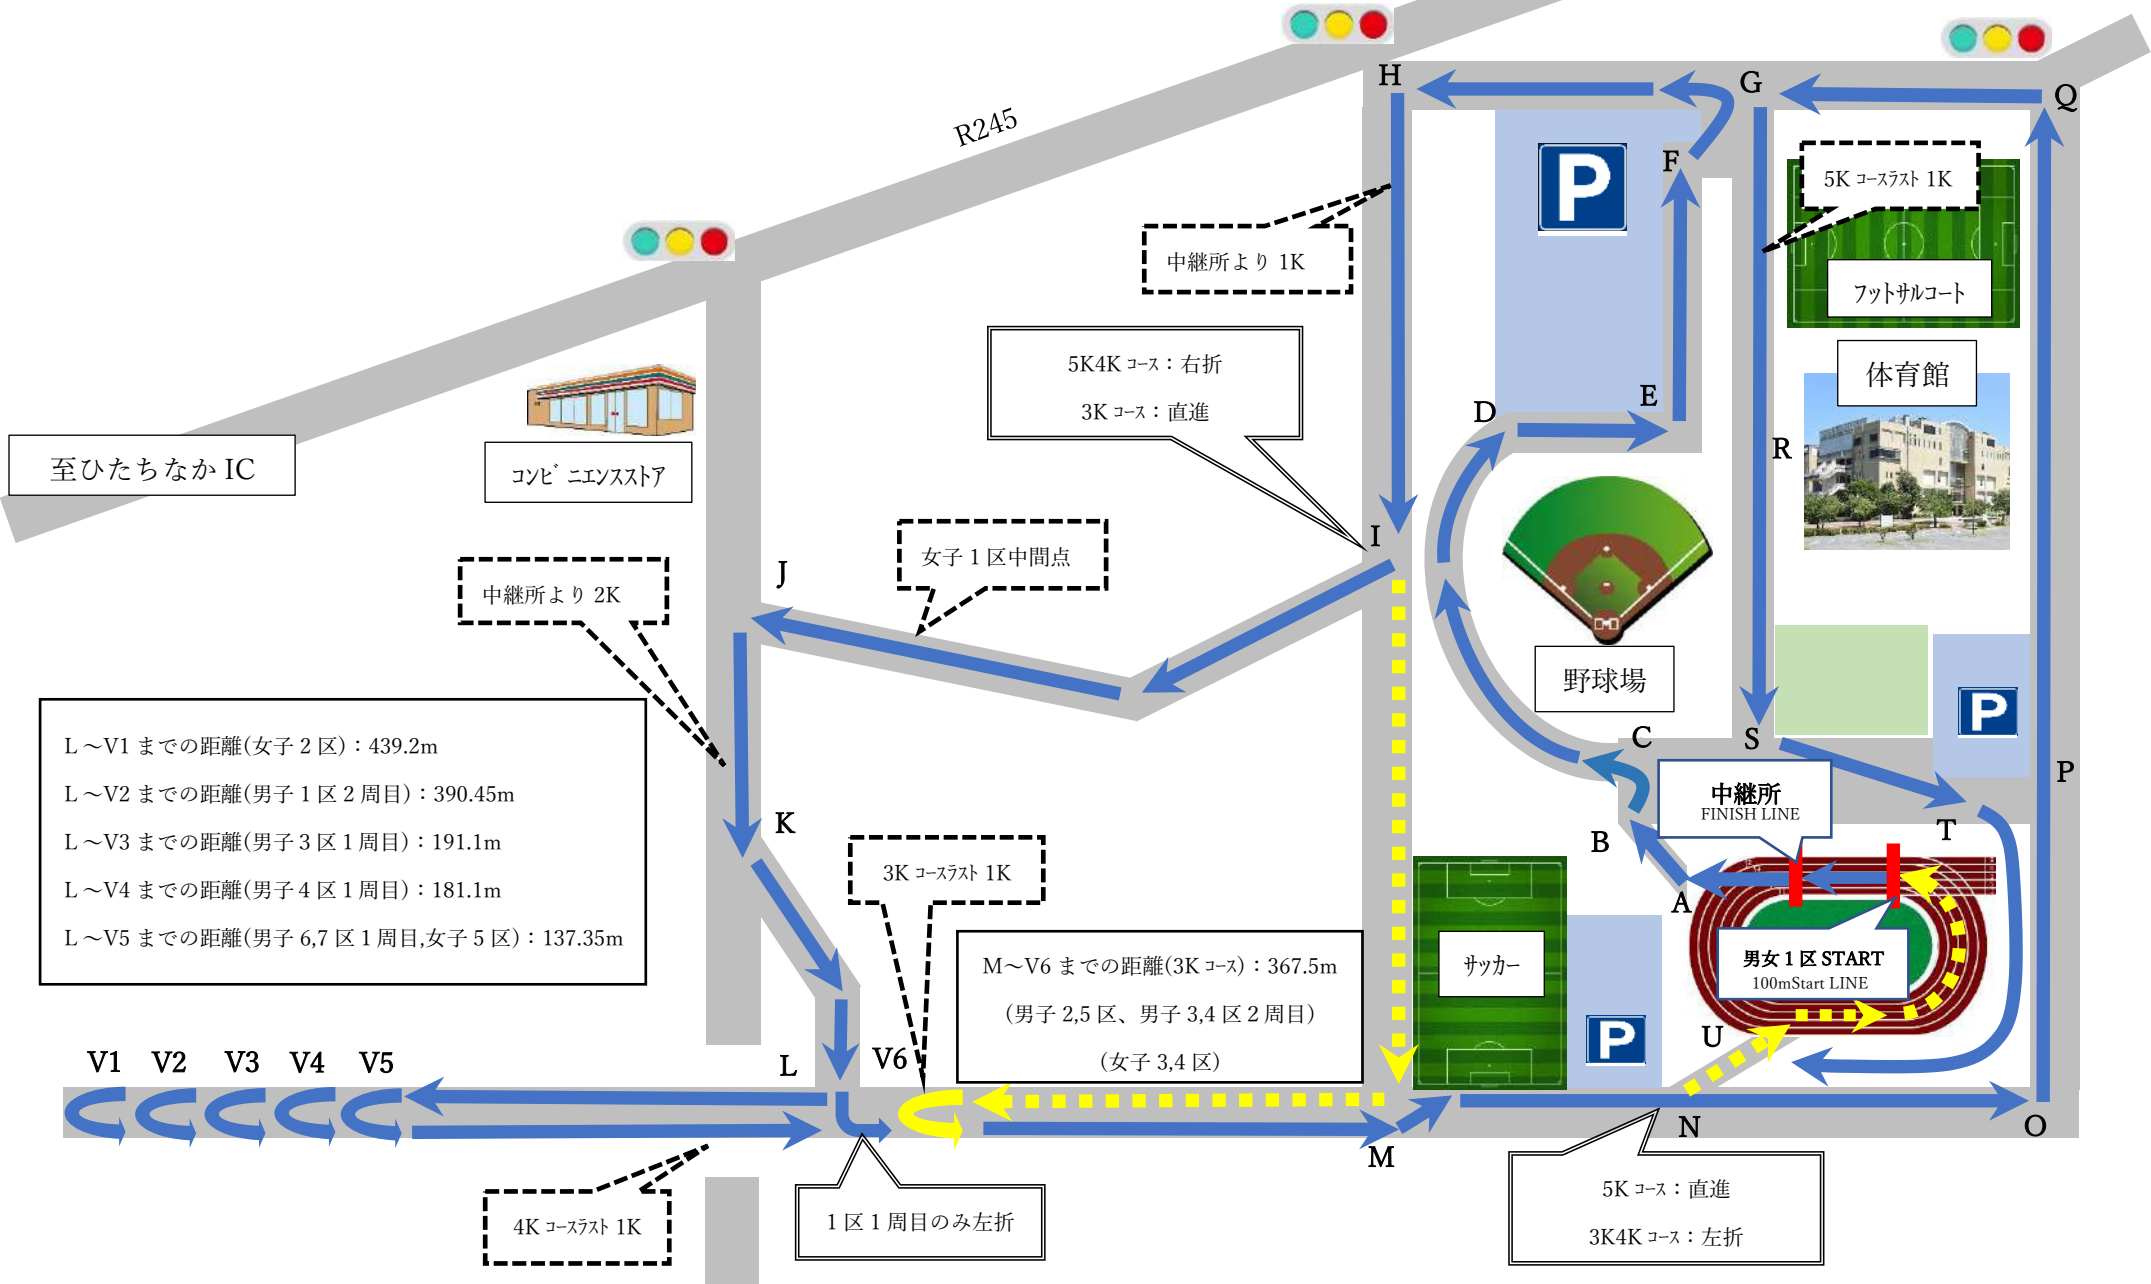 H
G
Q
R245
P
F
5K ｺｰｽﾗｽﾄ 1K
中継所より 1K
ﾌｯﾄｻﾙｺｰﾄ
5K4K ｺｰｽ：右折
3K ｺｰｽ：直進
体育館
E
D
R
至ひたちなか IC
ｺﾝﾋﾞﾆｴﾝｽｽﾄｱ
I
J
女子 1 区中間点
中継所より 2K
野球場
P
C
S
L～V1 までの距離(女子 2 区)：439.2m
L～V2 までの距離(男子 1 区 2 周目)：390.45m
L～V3 までの距離(男子 3 区 1 周目)：191.1m
L～V4 までの距離(男子 4 区 1 周目)：181.1m
L～V5 までの距離(男子 6,7 区 1 周目,女子 5 区)：137.35m
P
中継所
FINISH LINE
K
B
T
3K ｺｰｽﾗｽﾄ 1K
A
M～V6 までの距離(3K ｺｰｽ)：367.5m
(男子 2,5 区、男子 3,4 区 2 周目)
(女子 3,4 区)
ｻｯｶｰ
男女 1 区 START
100mStart LINE
P
U
V1
V2
V3
V4
V5
L
V6
N
O
M
4K ｺｰｽﾗｽﾄ 1K
1 区 1 周目のみ左折
5K ｺｰｽ：直進
3K4K ｺｰｽ：左折